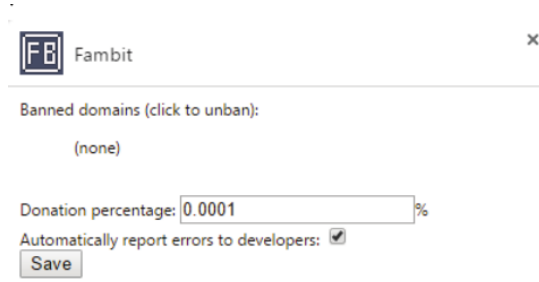 FB Fambit ×
Banned domains (click to unban):
(none)
Donation percentage: 0.0001 %
Automatically report errors to developers:
Save